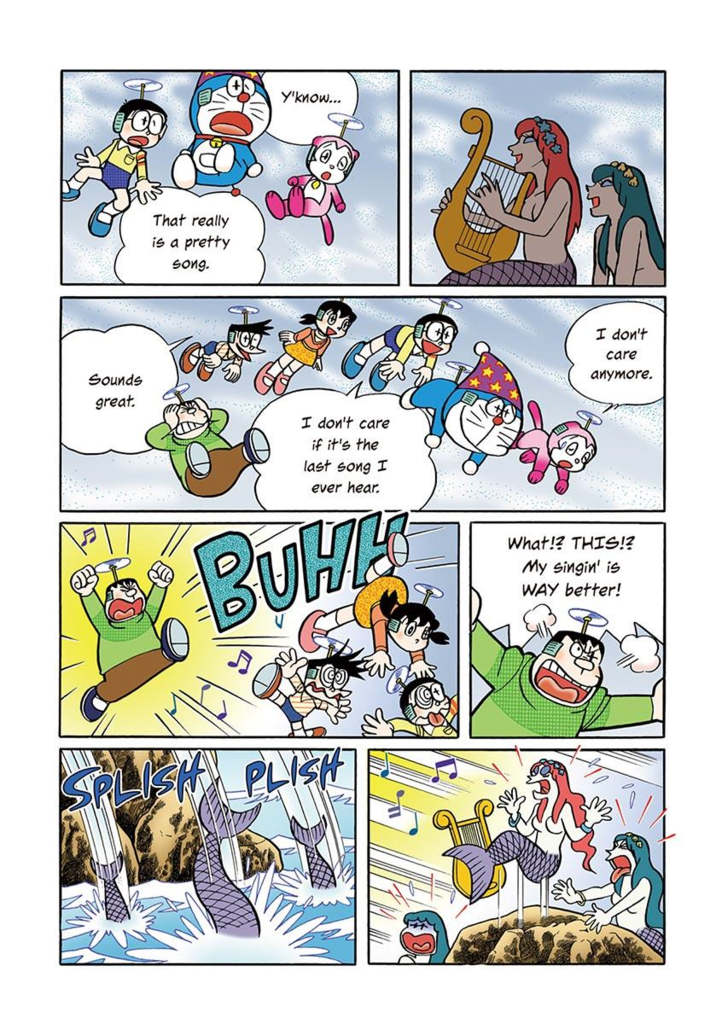 Y'know...
That really
is a pretty
song.
Sounds
great.
I don't care
if it's the
last song I
ever hear.
I don't
care
anymore.
BUHH
What!? THIS!?
My singin' is
WAY better!
SPLISH
PLISH